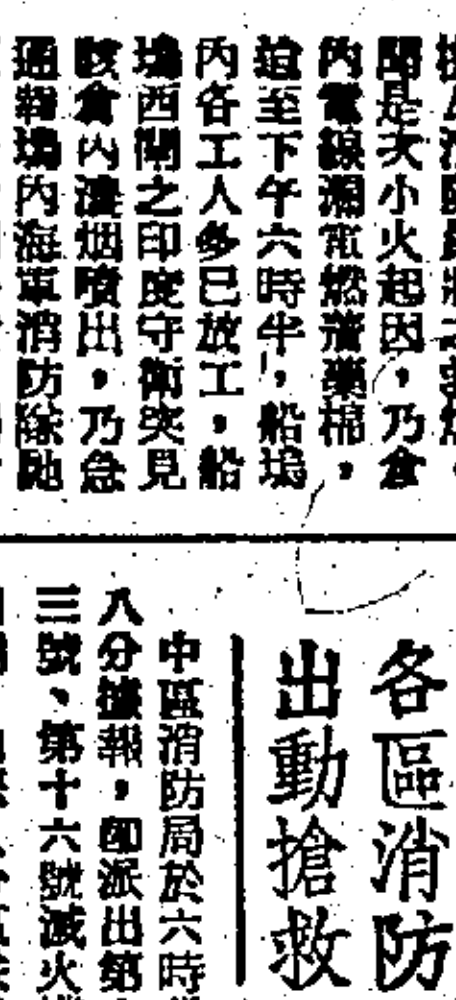 聞是次小火起因，乃倉
內電線漏電燃着藥棉，
迨至下午六時半，船塢
內各工人多已放工，船
塢西閘之印度守衛突見
該倉內濃烟噴出，乃急
通報塢內海軍消防隊馳
各區消防
出動搶救
中區消防局於六時
八分據報，即派出第
三號、第十六號滅火